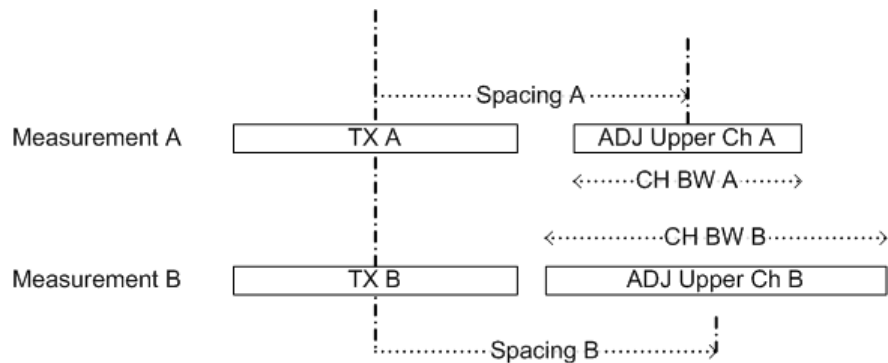 Spacing A
Measurement A
TX A
ADJ Upper Ch A
CH BW A
CH BW B
Measurement B
TX B
ADJ Upper Ch B
Spacing B